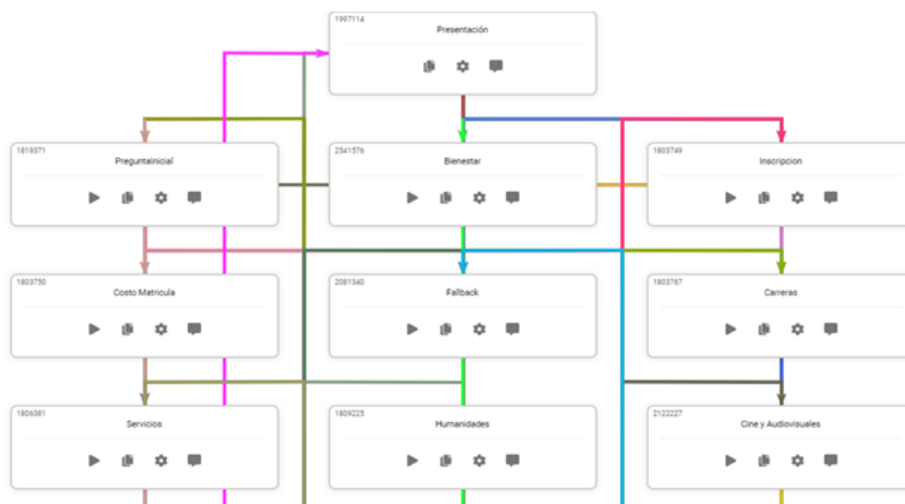 1997114
Presentación
1819371
PreguntaInicial
2541576
Bienestar
1803749
Inscripcion
1803750
Costo Matricula
2081340
Fallback
1803767
Carreras
1806381
Servicios
1809225
Humanidades
2122227
Cine y Audiovisuales